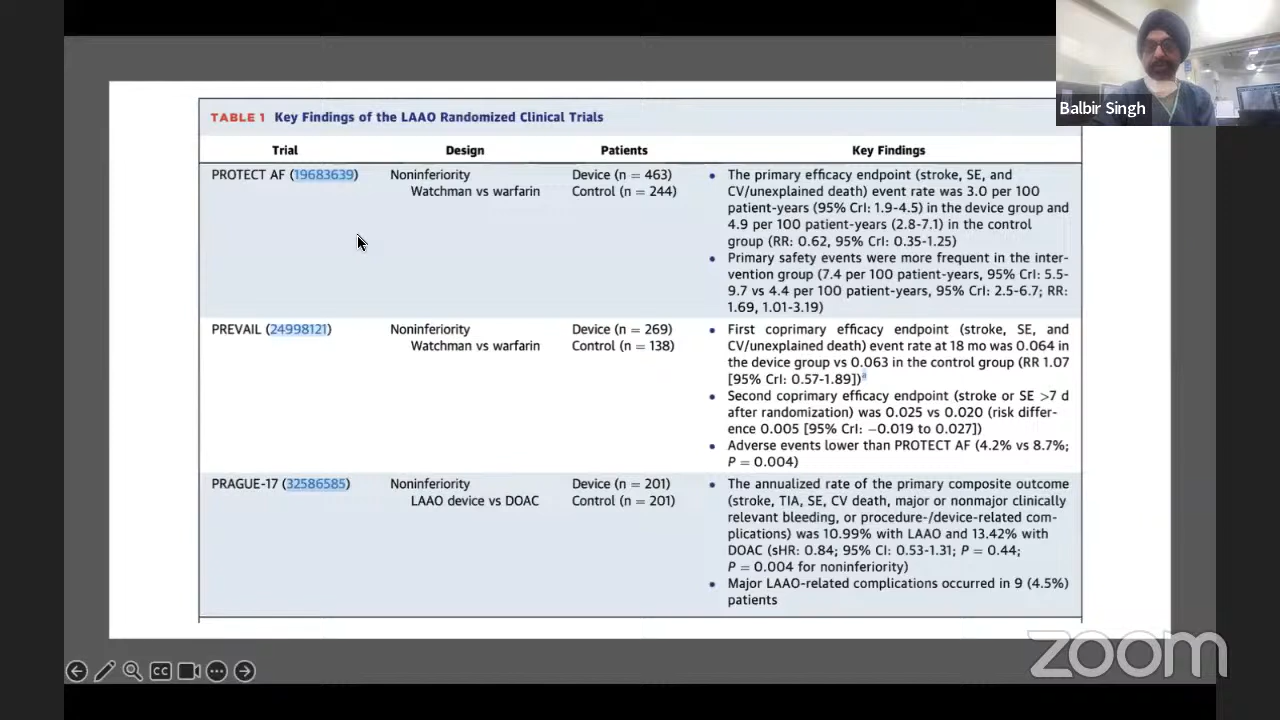 Balbir Singh
TABLE 1 Key Findings of the LAAO Randomized Clinical Trials
Trial Design Patients Key Findings
PROTECT AF (19683639)
Noninferiority
Watchman vs warfarin
Device (n = 463)
Control (n = 244)
• The primary efficacy endpoint (stroke, SE, and
CV/unexplained death) event rate was 3.0 per 100
patient-years (95% CrI: 1.9-4.5) in the device group and
4.9 per 100 patient-years (2.8-7.1) in the control
group (RR: 0.62, 95% CrI: 0.35-1.25)
• Primary safety events were more frequent in the inter-
vention group (7.4 per 100 patient-years, 95% CrI: 5.5-
9.7 vs 4.4 per 100 patient-years, 95% CrI: 2.5-6.7; RR:
1.69, 1.01-3.19)
PREVAIL (24998121)
Noninferiority
Watchman vs warfarin
Device (n = 269)
Control (n = 138)
• First coprimary efficacy endpoint (stroke, SE, and
CV/unexplained death) event rate at 18 mo was 0.064 in
the device group vs 0.063 in the control group (RR 1.07
[95% CrI: 0.57-1.89])a
• Second coprimary efficacy endpoint (stroke or SE >7 d
after randomization) was 0.025 vs 0.020 (risk differ-
ence 0.005 [95% CrI: −0.019 to 0.027])
• Adverse events lower than PROTECT AF (4.2% vs 8.7%;
P = 0.004)
PRAGUE-17 (32586585)
Noninferiority
LAAO device vs DOAC
Device (n = 201)
Control (n = 201)
• The annualized rate of the primary composite outcome
(stroke, TIA, SE, CV death, major or nonmajor clinically
relevant bleeding, or procedure-/device-related com-
plications) was 10.99% with LAAO and 13.42% with
DOAC (sHR: 0.84; 95% CI: 0.53-1.31; P = 0.44;
P = 0.004 for noninferiority)
• Major LAAO-related complications occurred in 9 (4.5%)
patients
CC
zoom